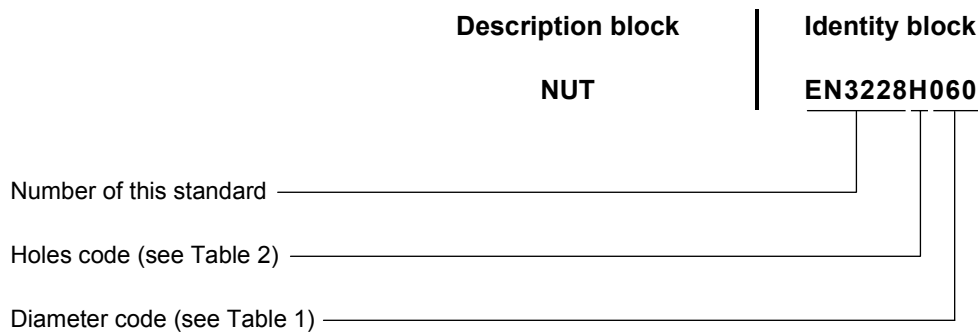 Description block Identity block
NUT EN3228H060
Number of this standard
Holes code (see Table 2)
Diameter code (see Table 1)